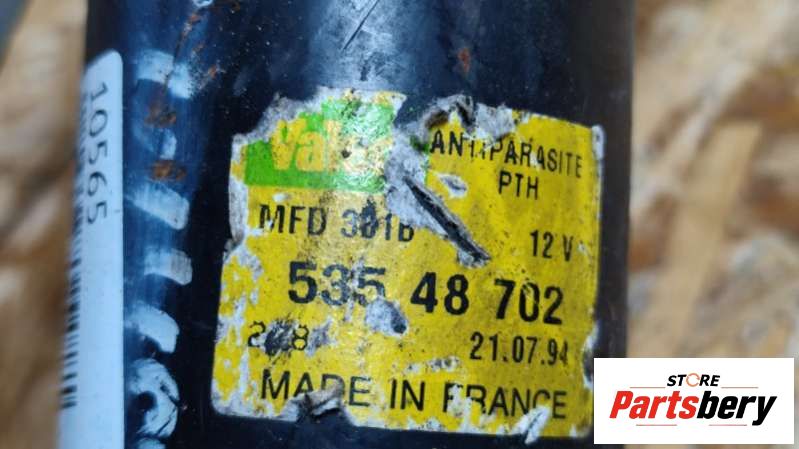 10565
ANTIPARASITE
PTH
MFD 12 V
535 48 702
21.07.94
MADE IN FRANCE
STORE
Partsbery